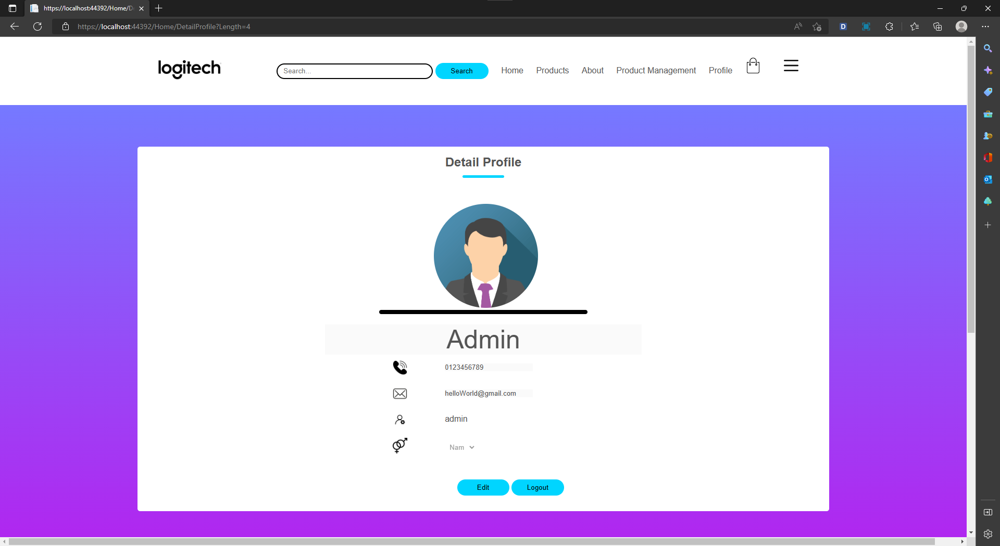 https://localhost:44392/Home/D
https://localhost:44392/Home/DetailProfile?Length=4
logitech
Search...
Search
Home
Products
About
Product Management
Profile
Detail Profile
Admin
0123456789
helloWorld@gmail.com
admin
Nam
Edit
Logout